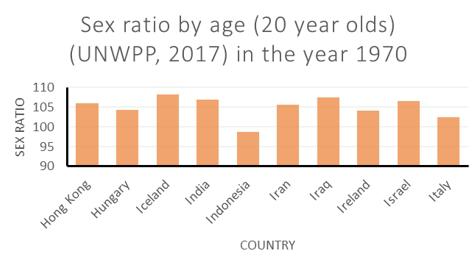 Sex ratio by age (20 year olds)
(UNWPP, 2017) in the year 1970
110
105
100
95
90
SEX RATIO
Hong Kong
Hungary
Iceland
India
Indonesia
Iran
Iraq
Ireland
Israel
Italy
COUNTRY